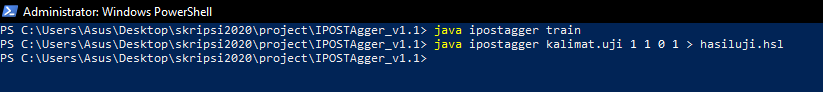 Administrator: Windows PowerShell
PS C:\Users\Asus\Desktop\skripsi2020\project\IPOSTAgger_v1.1> java ipostagger train
PS C:\Users\Asus\Desktop\skripsi2020\project\IPOSTAgger_v1.1> java ipostagger kalimat.uji 1 1 0 1 > hasiluji.hsl
PS C:\Users\Asus\Desktop\skripsi2020\project\IPOSTAgger_v1.1>